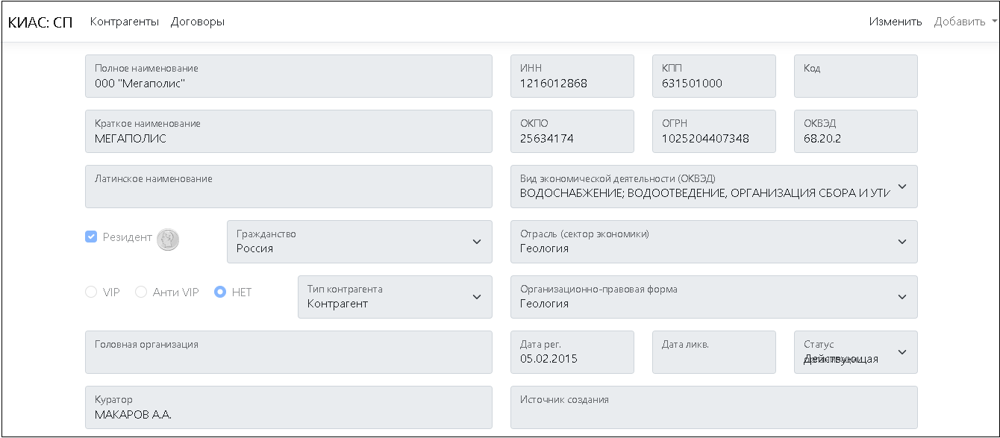 КИАС: СП Контрагенты Договоры Изменить Добавить
Полное наименование
ООО "Мегаполис"
ИНН
1216012868
КПП
631501000
Код
Краткое наименование
МЕГАПОЛИС
ОКПО
25634174
ОГРН
1025204407348
ОКВЭД
68.20.2
Латинское наименование
Вид экономической деятельности (ОКВЭД)
ВОДОСНАБЖЕНИЕ; ВОДООТВЕДЕНИЕ, ОРГАНИЗАЦИЯ СБОРА И УТИ
Резидент
Гражданство
Россия
Отрасль (сектор экономики)
Геология
VIP Анти VIP НЕТ
Тип контрагента
Контрагент
Организационно-правовая форма
Геология
Головная организация
Дата рег.
05.02.2015
Дата ликв.
Статус
Действующая
Куратор
МАКАРОВ А.А.
Источник создания